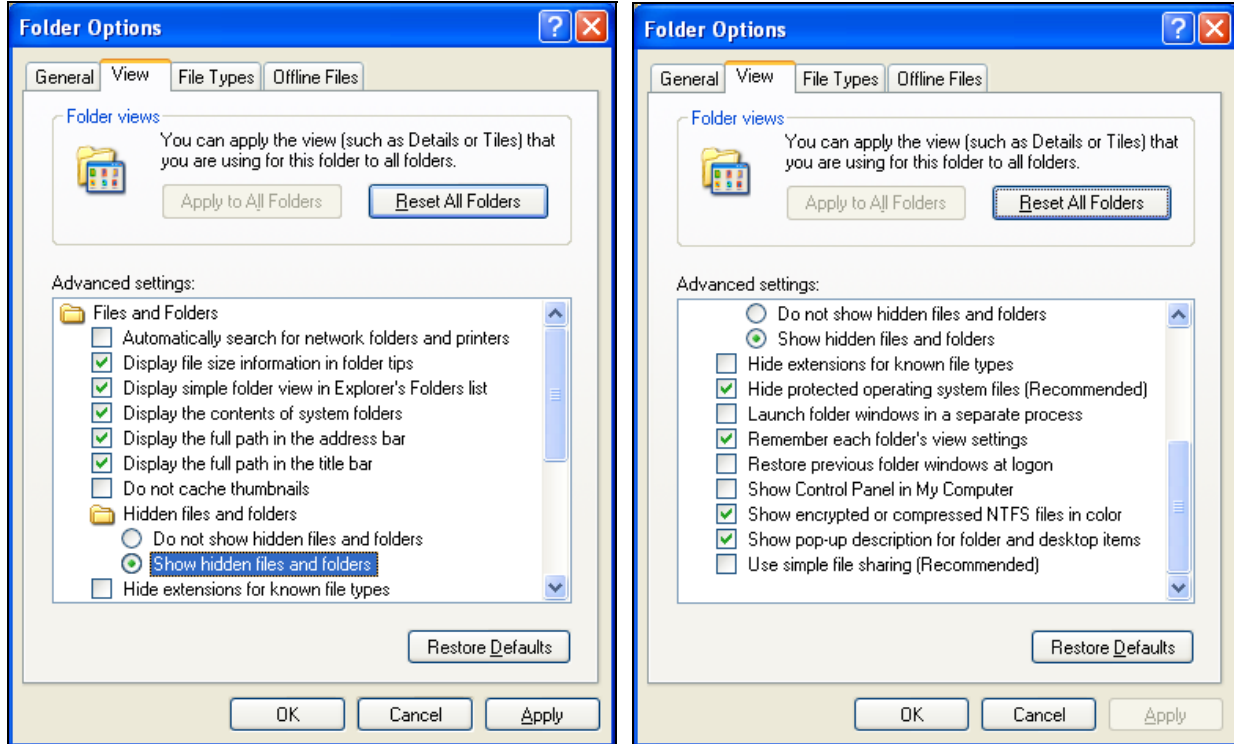 Folder Options
General View File Types Offline Files
Folder views
You can apply the view (such as Details or Tiles) that
you are using for this folder to all folders.
Apply to All Folders Reset All Folders
Advanced settings:
Files and Folders
Automatically search for network folders and printers
Display file size information in folder tips
Display simple folder view in Explorer's Folders list
Display the contents of system folders
Display the full path in the address bar
Display the full path in the title bar
Do not cache thumbnails
Hidden files and folders
Do not show hidden files and folders
Show hidden files and folders
Hide extensions for known file types
Restore Defaults
OK Cancel Apply
Folder Options
General View File Types Offline Files
Folder views
You can apply the view (such as Details or Tiles) that
you are using for this folder to all folders.
Apply to All Folders Reset All Folders
Advanced settings:
Do not show hidden files and folders
Show hidden files and folders
Hide extensions for known file types
Hide protected operating system files (Recommended)
Launch folder windows in a separate process
Remember each folder's view settings
Restore previous folder windows at logon
Show Control Panel in My Computer
Show encrypted or compressed NTFS files in color
Show pop-up description for folder and desktop items
Use simple file sharing (Recommended)
Restore Defaults
OK Cancel Apply